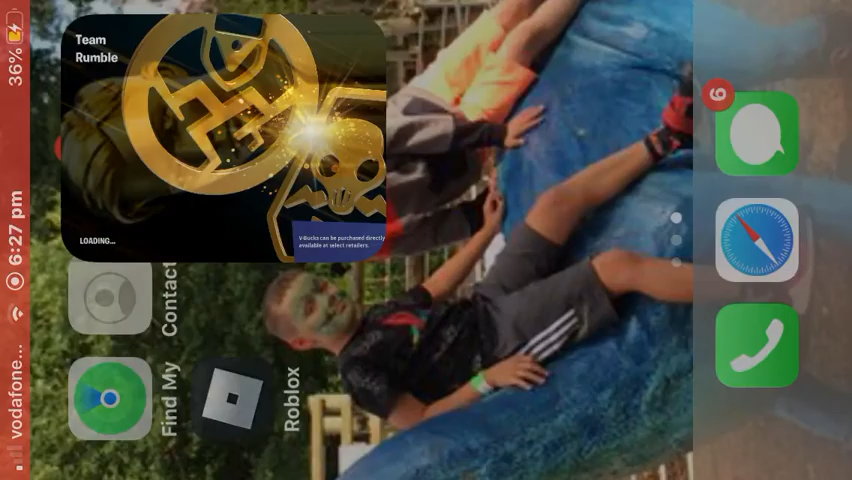 vodafone...
6:27 pm
36%
Team
Rumble
LOADING...
V-Bucks can be purchased directly
available at select retailers.
Contact
Find My
Roblox
6